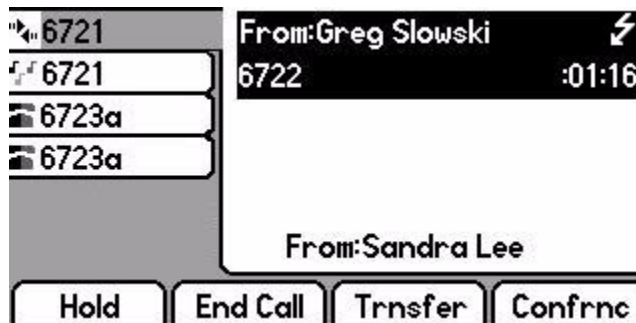 6721
6721
6723a
6723a
From:Greg Slowski
6722 :01:16
From:Sandra Lee
Hold End Call Trnsfer Confrnc